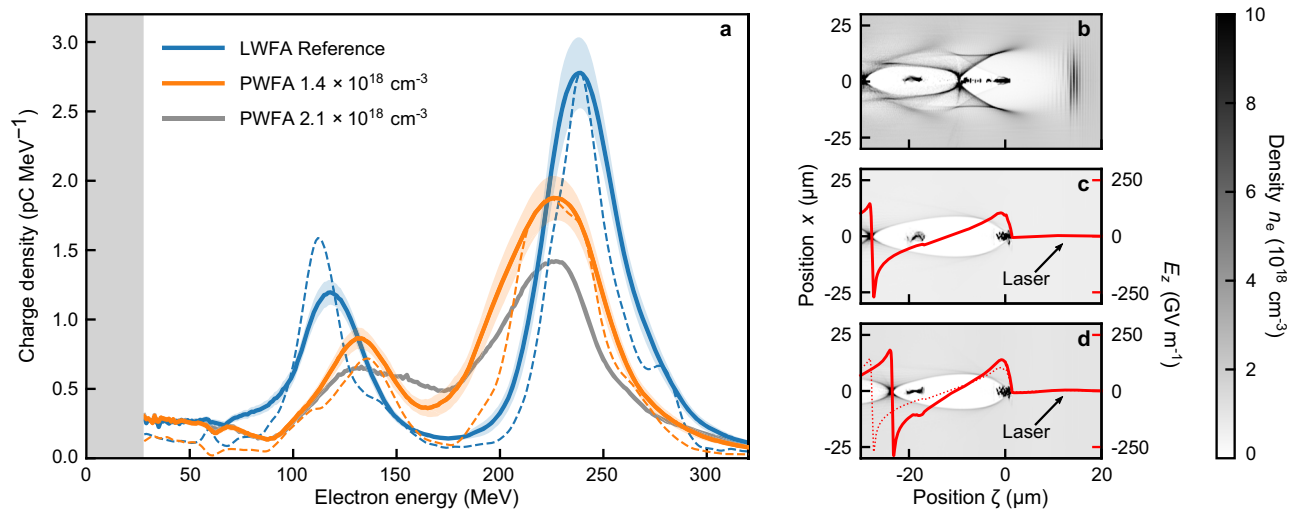 a
LWFA Reference
PWFA 1.4 × 10¹⁸ cm⁻³
PWFA 2.1 × 10¹⁸ cm⁻³
Charge density (pC MeV⁻¹)
3.0
2.5
2.0
1.5
1.0
0.5
0.0
0 50 100 150 200 250 300
Electron energy (MeV)
b
25
0
-25
c
25
0
-25
250
0
-250
Laser
d
25
0
-25
250
0
-250
Laser
-20 0 20
Position x (μm)
Position ζ (μm)
E_z (GV m⁻¹)
10
8
6
4
2
0
Density n_e (10¹⁸ cm⁻³)